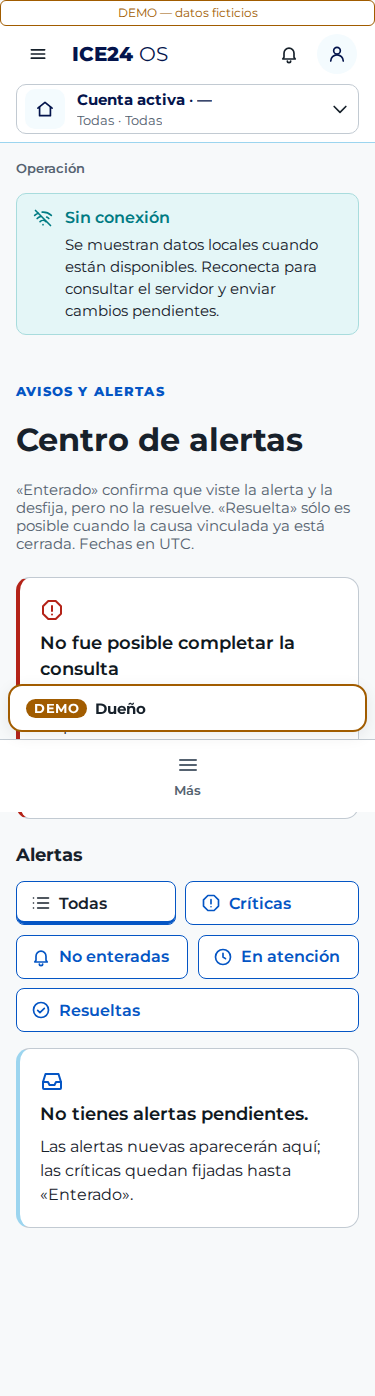 DEMO — datos ficticios
ICE24 OS
Cuenta activa · —
Todas · Todas
Operación
Sin conexión
Se muestran datos locales cuando
están disponibles. Reconecta para
consultar el servidor y enviar
cambios pendientes.
AVISOS Y ALERTAS
Centro de alertas
«Enterado» confirma que viste la alerta y la
desfija, pero no la resuelve. «Resuelta» sólo es
posible cuando la causa vinculada ya está
cerrada. Fechas en UTC.
No fue posible completar la
consulta
DEMO Dueño
Más
Alertas
Todas
Críticas
No enteradas
En atención
Resueltas
No tienes alertas pendientes.
Las alertas nuevas aparecerán aquí;
las críticas quedan fijadas hasta
«Enterado».